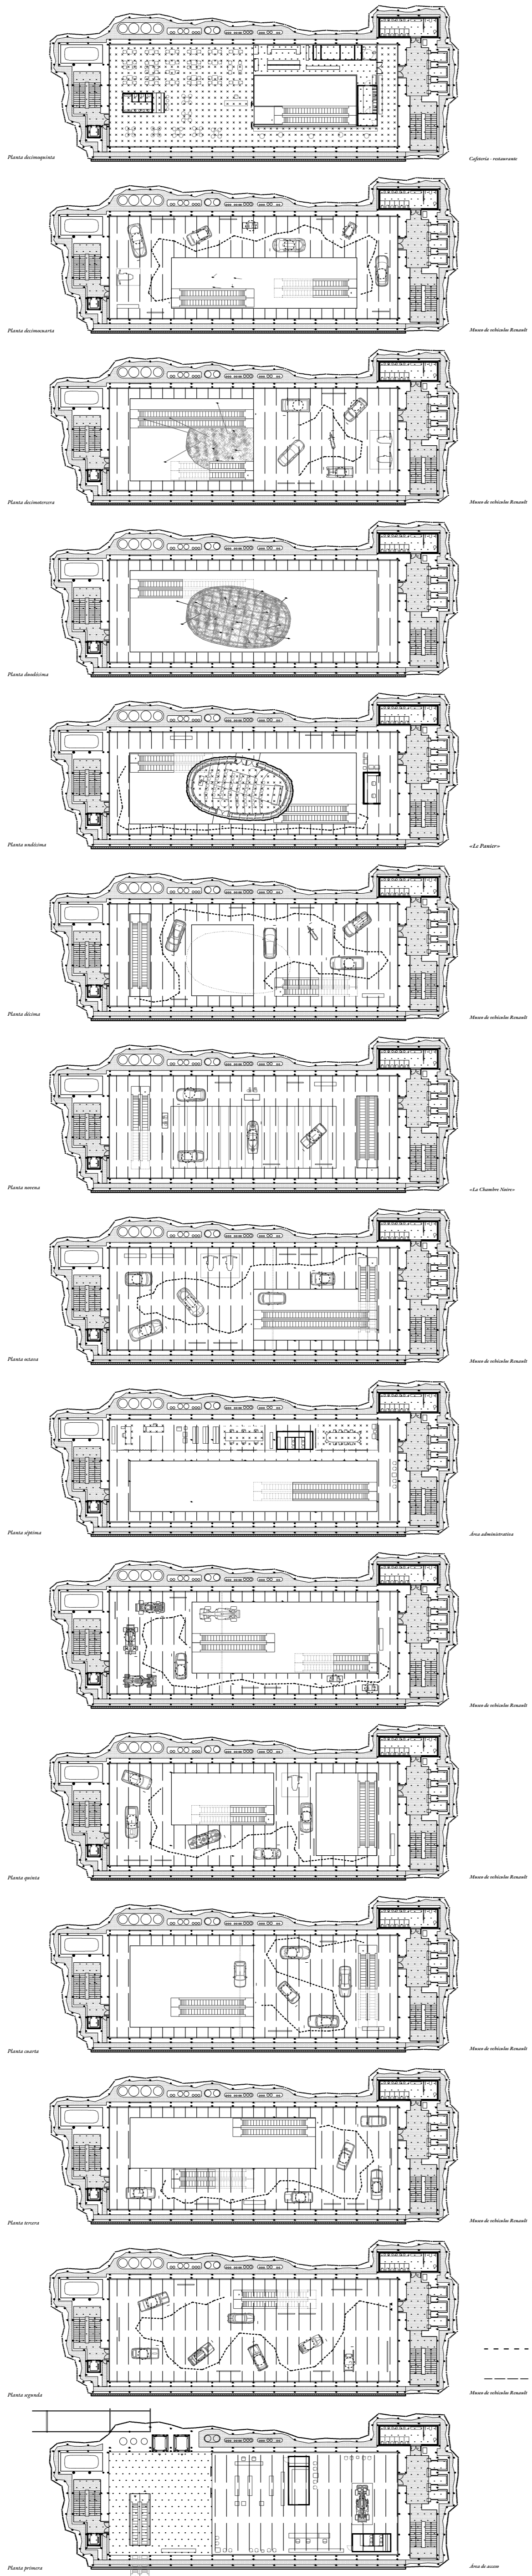 Planta decimoquinta
Cafetería - restaurante
Planta decimocuarta
Museo de vehículos Renault
Planta decimotercera
Museo de vehículos Renault
Planta duodécima
Planta undécima
«Le Panier»
Planta décima
Museo de vehículos Renault
Planta novena
«La Chambre Noire»
Planta octava
Museo de vehículos Renault
Planta séptima
Área administrativa
Museo de vehículos Renault
Planta quinta
Museo de vehículos Renault
Planta cuarta
Museo de vehículos Renault
Planta tercera
Museo de vehículos Renault
Planta segunda
Museo de vehículos Renault
Planta primera
Área de acceso